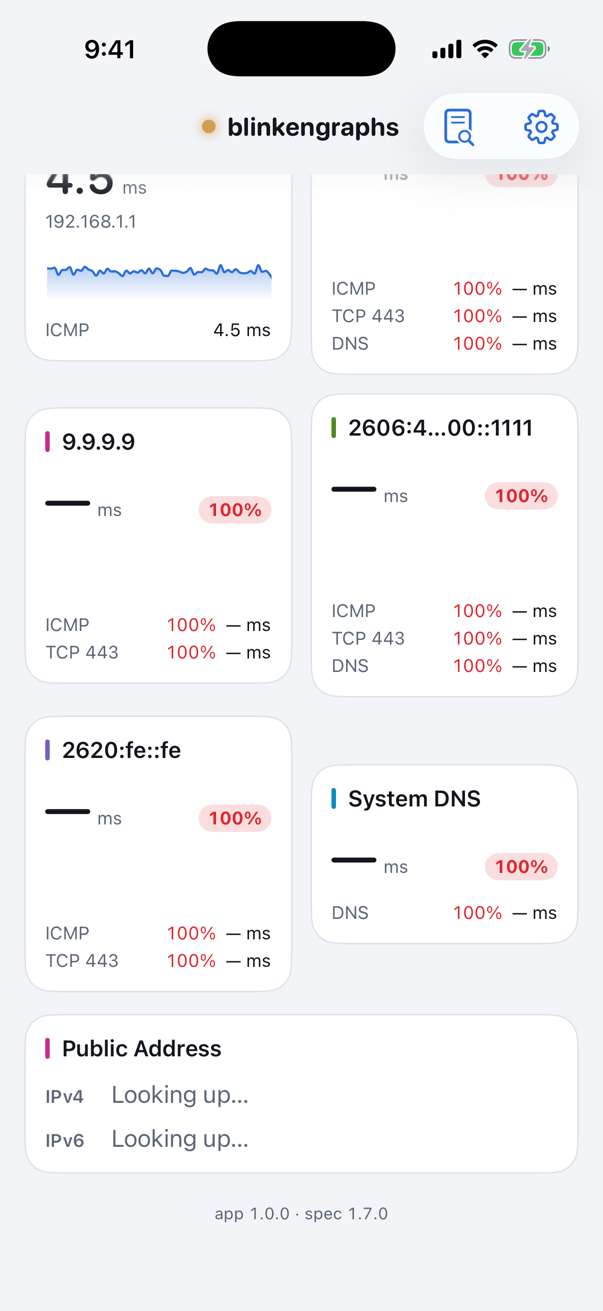 9:41
blinkengraphs
4.5 ms
192.168.1.1
ICMP 4.5 ms
ms 100%
ICMP 100% — ms
TCP 443 100% — ms
DNS 100% — ms
9.9.9.9
— ms 100%
ICMP 100% — ms
TCP 443 100% — ms
2606:4...00::1111
— ms 100%
ICMP 100% — ms
TCP 443 100% — ms
DNS 100% — ms
2620:fe::fe
— ms 100%
ICMP 100% — ms
TCP 443 100% — ms
System DNS
— ms 100%
DNS 100% — ms
Public Address
IPv4 Looking up...
IPv6 Looking up...
app 1.0.0 · spec 1.7.0